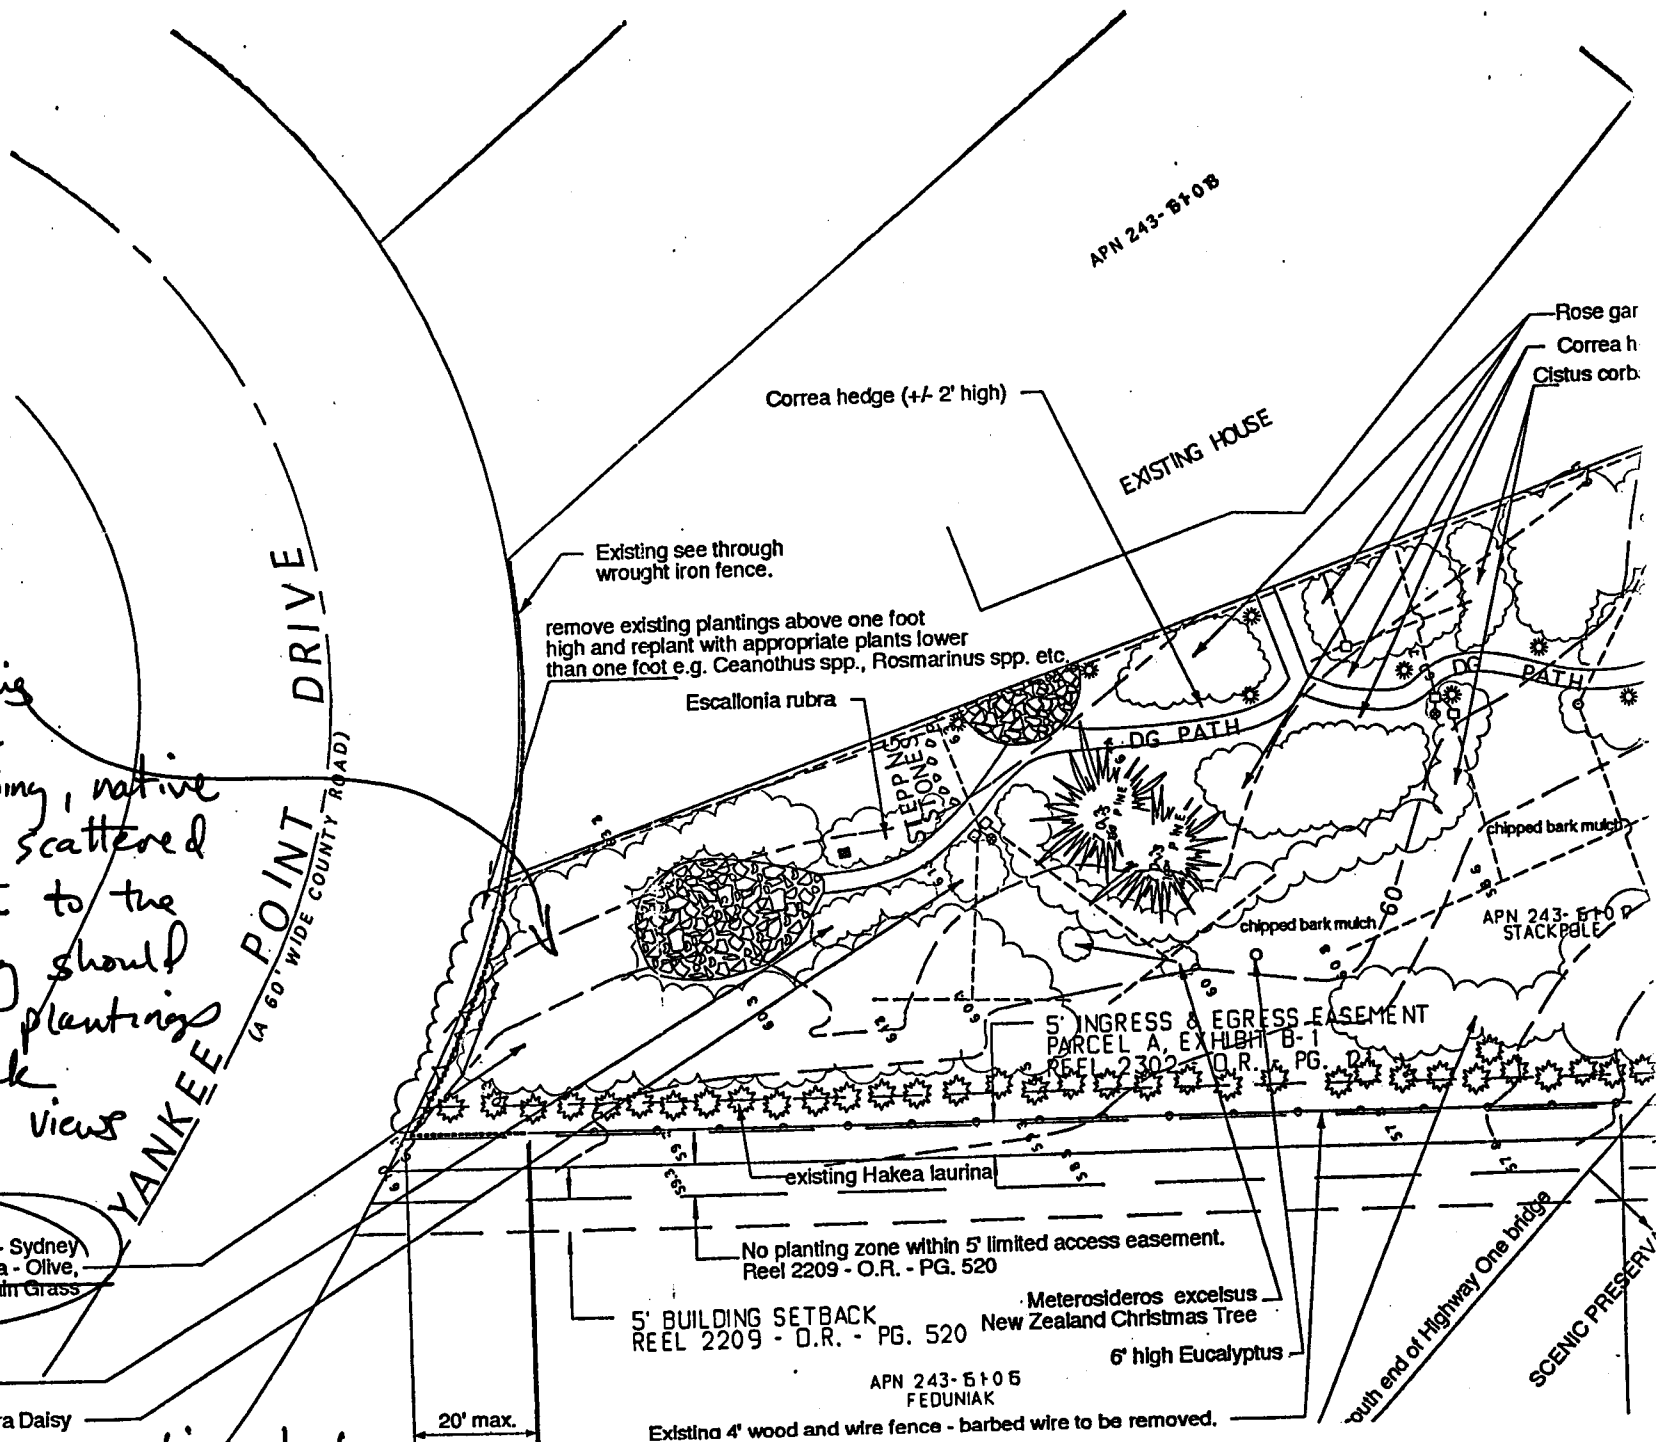 APN 243-
Rose gar
Correa h
Cistus corb
Correa hedge (+/- 2' high)
EXISTING HOUSE
Existing see through
wrought iron fence.
remove existing plantings above one foot
high and replant with appropriate plants lower
than one foot e.g. Ceanothus spp., Rosmarinus spp. etc.
Escallonia rubra
STEPPING
STONES
DG PATH
DG PATH
PINE
PINE
chipped bark mulch
chipped bark mulch
60
APN 243-
STACKPOLE
YANKEE POINT DRIVE
(A 60' WIDE COUNTY ROAD)
, native
scattered
to the
should
plantings
views
5' INGRESS & EGRESS EASEMENT
PARCEL A, EXHIBIT B-1
REEL 2302 O.R. PG.
existing Hakea laurina
No planting zone within 5' limited access easement.
Reel 2209 - O.R. - PG. 520
5' BUILDING SETBACK
REEL 2209 - O.R. - PG. 520
Meterosideros excelsus
New Zealand Christmas Tree
6' high Eucalyptus
APN 243-
FEDUNIAK
Existing 4' wood and wire fence - barbed wire to be removed.
20' max.
- Sydney
a - Olive,
Grass
ra Daisy
outh end of Highway One bridge
SCENIC PRESERVA